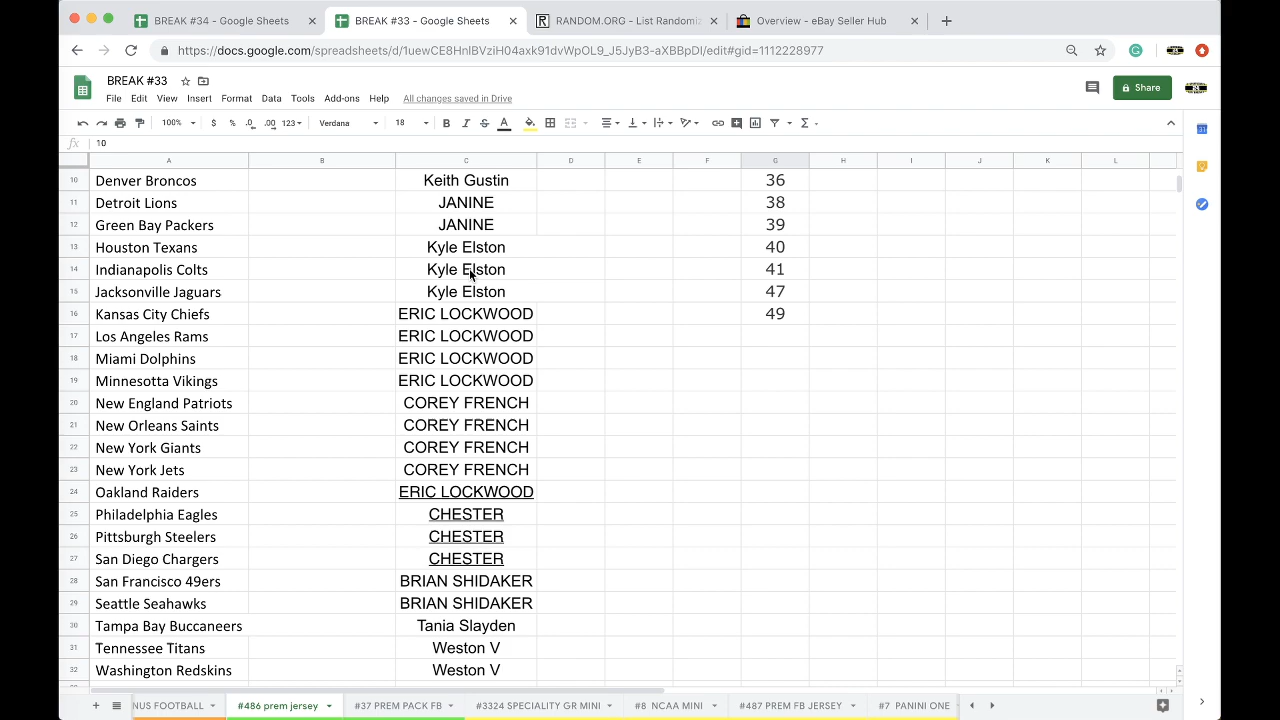 BREAK #34 - Google Sheets
BREAK #33 - Google Sheets
RANDOM.ORG - List Randomiz
Overview - eBay Seller Hub
BREAK #33
File Edit View Insert Format Data Tools Add-ons Help All changes saved in Drive
Share
100% $ % .0 .00 123 Verdana 18 B I S A
fx 10
A B C D E F G H I J K L
10 Denver Broncos Keith Gustin 36
11 Detroit Lions JANINE 38
12 Green Bay Packers JANINE 39
13 Houston Texans Kyle Elston 40
14 Indianapolis Colts Kyle Elston 41
15 Jacksonville Jaguars Kyle Elston 47
16 Kansas City Chiefs ERIC LOCKWOOD 49
17 Los Angeles Rams ERIC LOCKWOOD
18 Miami Dolphins ERIC LOCKWOOD
19 Minnesotta Vikings ERIC LOCKWOOD
20 New England Patriots COREY FRENCH
21 New Orleans Saints COREY FRENCH
22 New York Giants COREY FRENCH
23 New York Jets COREY FRENCH
24 Oakland Raiders ERIC LOCKWOOD
25 Philadelphia Eagles CHESTER
26 Pittsburgh Steelers CHESTER
27 San Diego Chargers CHESTER
28 San Francisco 49ers BRIAN SHIDAKER
29 Seattle Seahawks BRIAN SHIDAKER
30 Tampa Bay Buccaneers Tania Slayden
31 Tennessee Titans Weston V
32 Washington Redskins Weston V
NUS FOOTBALL #486 prem jersey #37 PREM PACK FB #3324 SPECIALITY GR MINI #8 NCAA MINI #487 PREM FB JERSEY #7 PANINI ONE